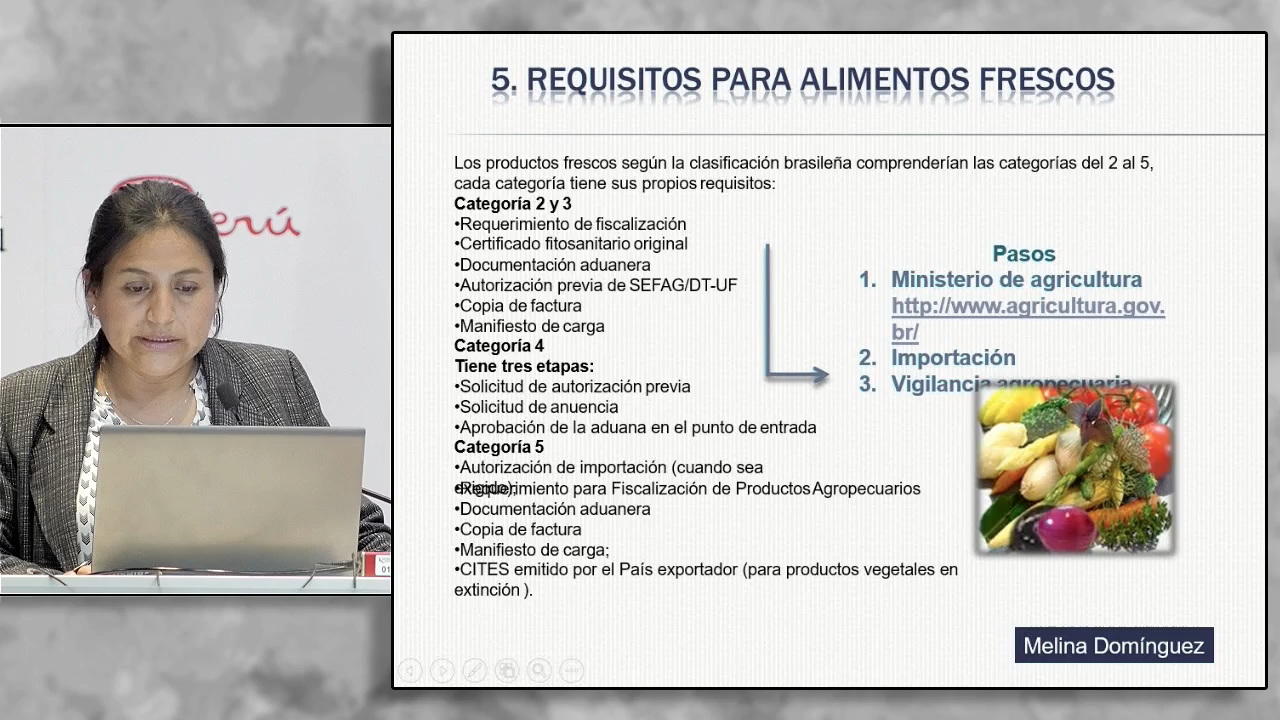 5. REQUISITOS PARA ALIMENTOS FRESCOS
Los productos frescos según la clasificación brasileña comprenderían las categorías del 2 al 5,
cada categoría tiene sus propios requisitos:
Categoría 2 y 3
•Requerimiento de fiscalización
•Certificado fitosanitario original
•Documentación aduanera
•Autorización previa de SEFAG/DT-UF
•Copia de factura
•Manifiesto de carga
Categoría 4
Tiene tres etapas:
•Solicitud de autorización previa
•Solicitud de anuencia
•Aprobación de la aduana en el punto de entrada
Categoría 5
•Autorización de importación (cuando sea
exigido);
•Requerimiento para Fiscalización de Productos Agropecuarios
•Documentación aduanera
•Copia de factura
•Manifiesto de carga;
•CITES emitido por el País exportador (para productos vegetales en
extinción ).
Pasos
1. Ministerio de agricultura
http://www.agricultura.gov.
br/
2. Importación
3. Vigilancia agropecuaria
Melina Domínguez
erú
01